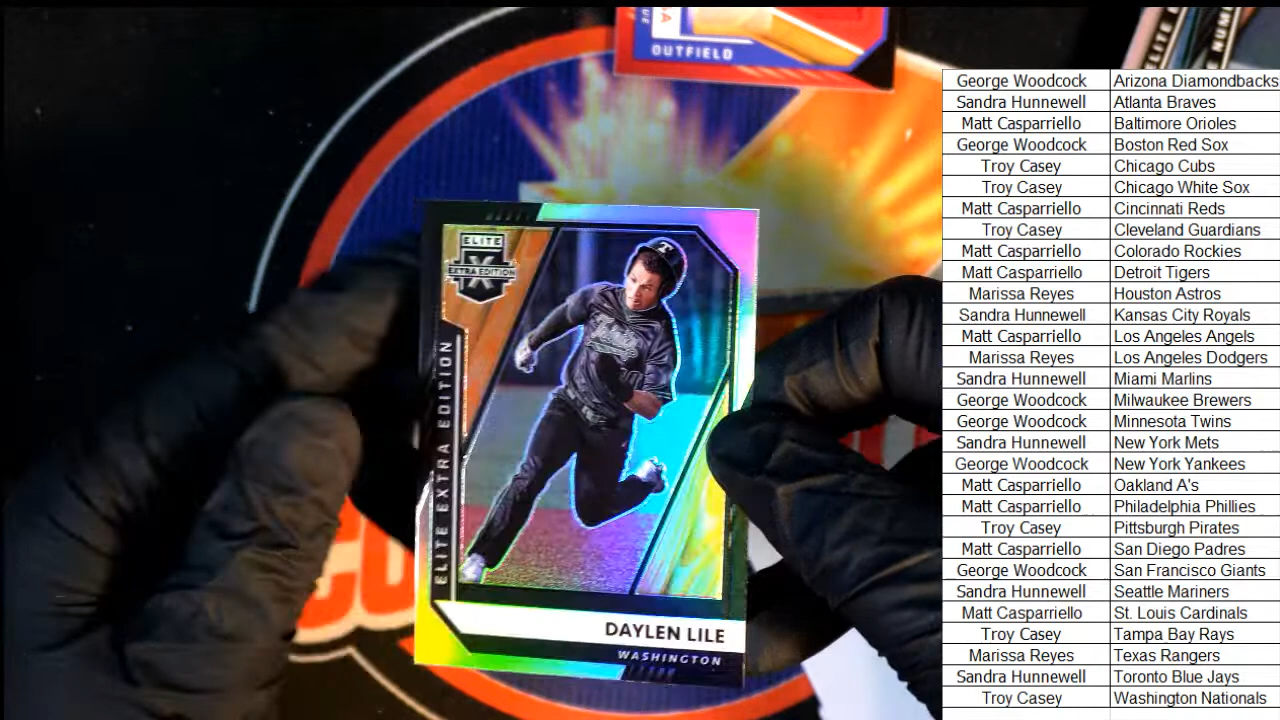 OUTFIELD
ELITE
ELITE
X
EXTRA EDITION
ELITE EXTRA EDITION
T
DAYLEN LILE
WASHINGTON
George Woodcock Arizona Diamondbacks
Sandra Hunnewell Atlanta Braves
Matt Casparriello Baltimore Orioles
George Woodcock Boston Red Sox
Troy Casey Chicago Cubs
Troy Casey Chicago White Sox
Matt Casparriello Cincinnati Reds
Troy Casey Cleveland Guardians
Matt Casparriello Colorado Rockies
Matt Casparriello Detroit Tigers
Marissa Reyes Houston Astros
Sandra Hunnewell Kansas City Royals
Matt Casparriello Los Angeles Angels
Marissa Reyes Los Angeles Dodgers
Sandra Hunnewell Miami Marlins
George Woodcock Milwaukee Brewers
George Woodcock Minnesota Twins
Sandra Hunnewell New York Mets
George Woodcock New York Yankees
Matt Casparriello Oakland A's
Matt Casparriello Philadelphia Phillies
Troy Casey Pittsburgh Pirates
Matt Casparriello San Diego Padres
George Woodcock San Francisco Giants
Sandra Hunnewell Seattle Mariners
Matt Casparriello St. Louis Cardinals
Troy Casey Tampa Bay Rays
Marissa Reyes Texas Rangers
Sandra Hunnewell Toronto Blue Jays
Troy Casey Washington Nationals